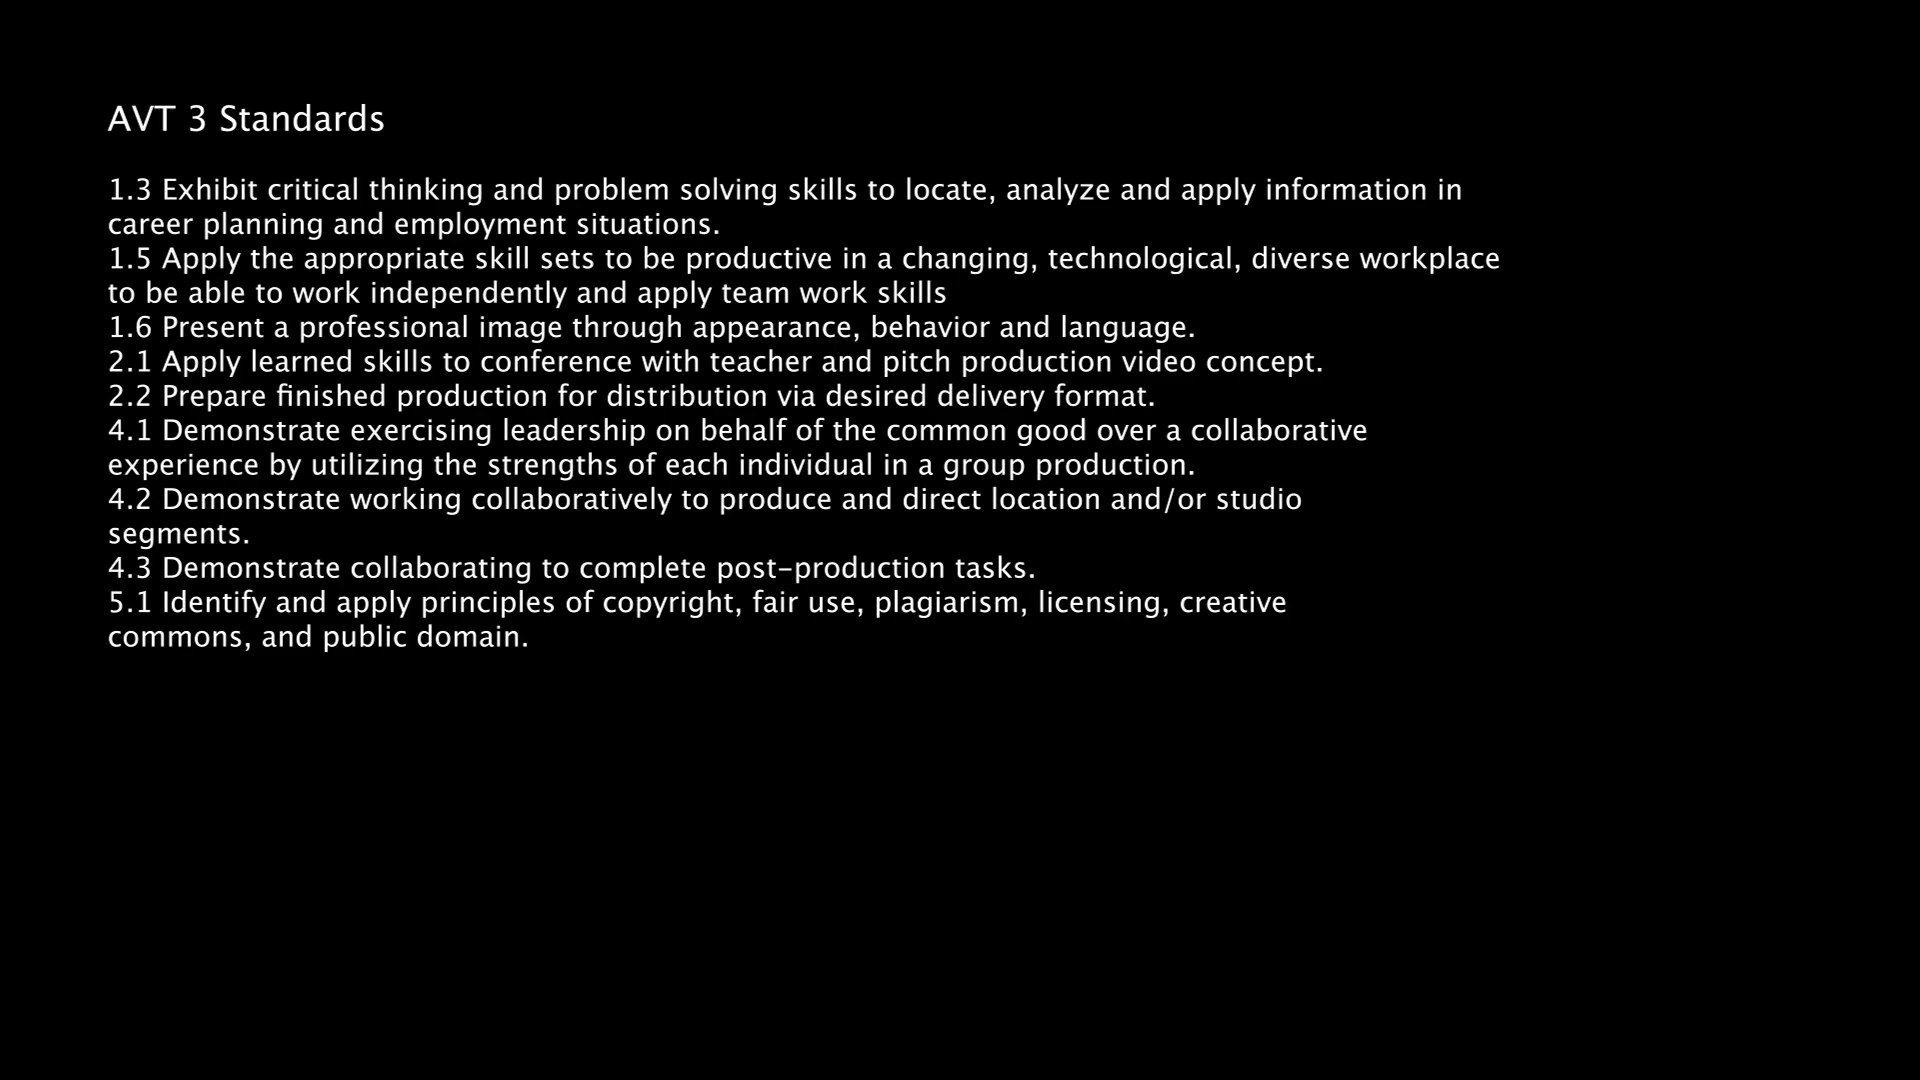 AVT 3 Standards
1.3 Exhibit critical thinking and problem solving skills to locate, analyze and apply information in
career planning and employment situations.
1.5 Apply the appropriate skill sets to be productive in a changing, technological, diverse workplace
to be able to work independently and apply team work skills
1.6 Present a professional image through appearance, behavior and language.
2.1 Apply learned skills to conference with teacher and pitch production video concept.
2.2 Prepare finished production for distribution via desired delivery format.
4.1 Demonstrate exercising leadership on behalf of the common good over a collaborative
experience by utilizing the strengths of each individual in a group production.
4.2 Demonstrate working collaboratively to produce and direct location and/or studio
segments.
4.3 Demonstrate collaborating to complete post-production tasks.
5.1 Identify and apply principles of copyright, fair use, plagiarism, licensing, creative
commons, and public domain.